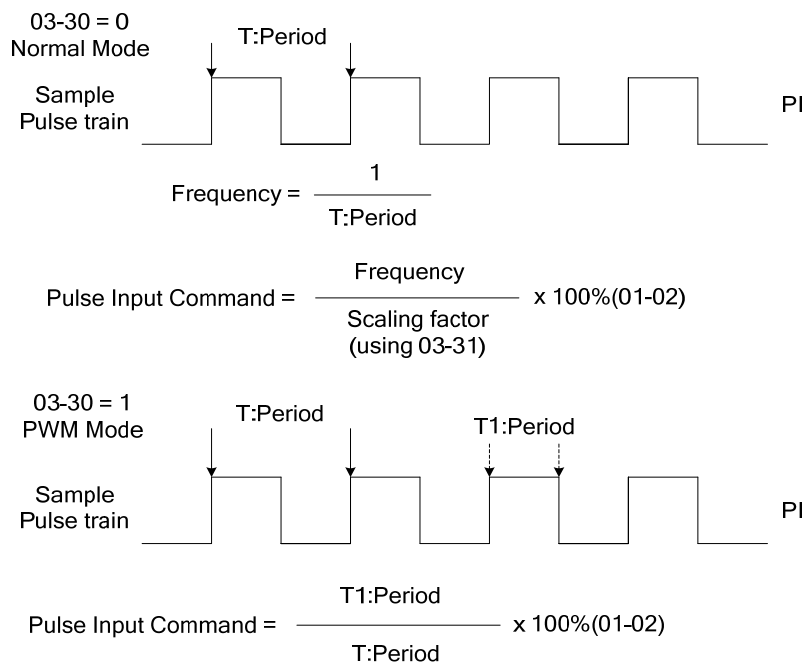 03-30 = 0
Normal Mode
T:Period
Sample
Pulse train
PI
Frequency = 1
T:Period
Pulse Input Command = Frequency x 100%(01-02)
Scaling factor
(using 03-31)
03-30 = 1
PWM Mode
T:Period
T1:Period
Sample
Pulse train
PI
Pulse Input Command = T1:Period x 100%(01-02)
T:Period